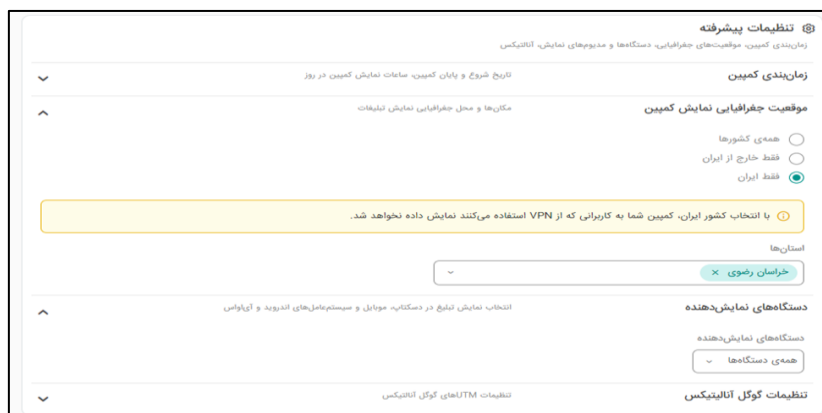 تنظیمات پیشرفته
زمان‌بندی کمپین، موقعیت‌های جغرافیایی، دستگاه‌ها و مدیوم‌های نمایش، آنالتیکس
زمان‌بندی کمپین
تاریخ شروع و پایان کمپین، ساعات نمایش کمپین در روز
موقعیت جغرافیایی نمایش کمپین
مکان‌ها و محل جغرافیایی نمایش تبلیغات
همه‌ی کشورها
فقط خارج از ایران
فقط ایران
با انتخاب کشور ایران، کمپین شما به کاربرانی که از VPN استفاده می‌کنند نمایش داده نخواهد شد.
استان‌ها
خراسان رضوی ×
دستگاه‌های نمایش‌دهنده
انتخاب نمایش تبلیغ در دسکتاپ، موبایل و سیستم‌عامل‌های اندروید و آی‌اواس
دستگاه‌های نمایش‌دهنده
همه‌ی دستگاه‌ها
تنظیمات گوگل آنالیتیکس
تنظیمات UTMهای گوگل آنالتیکس